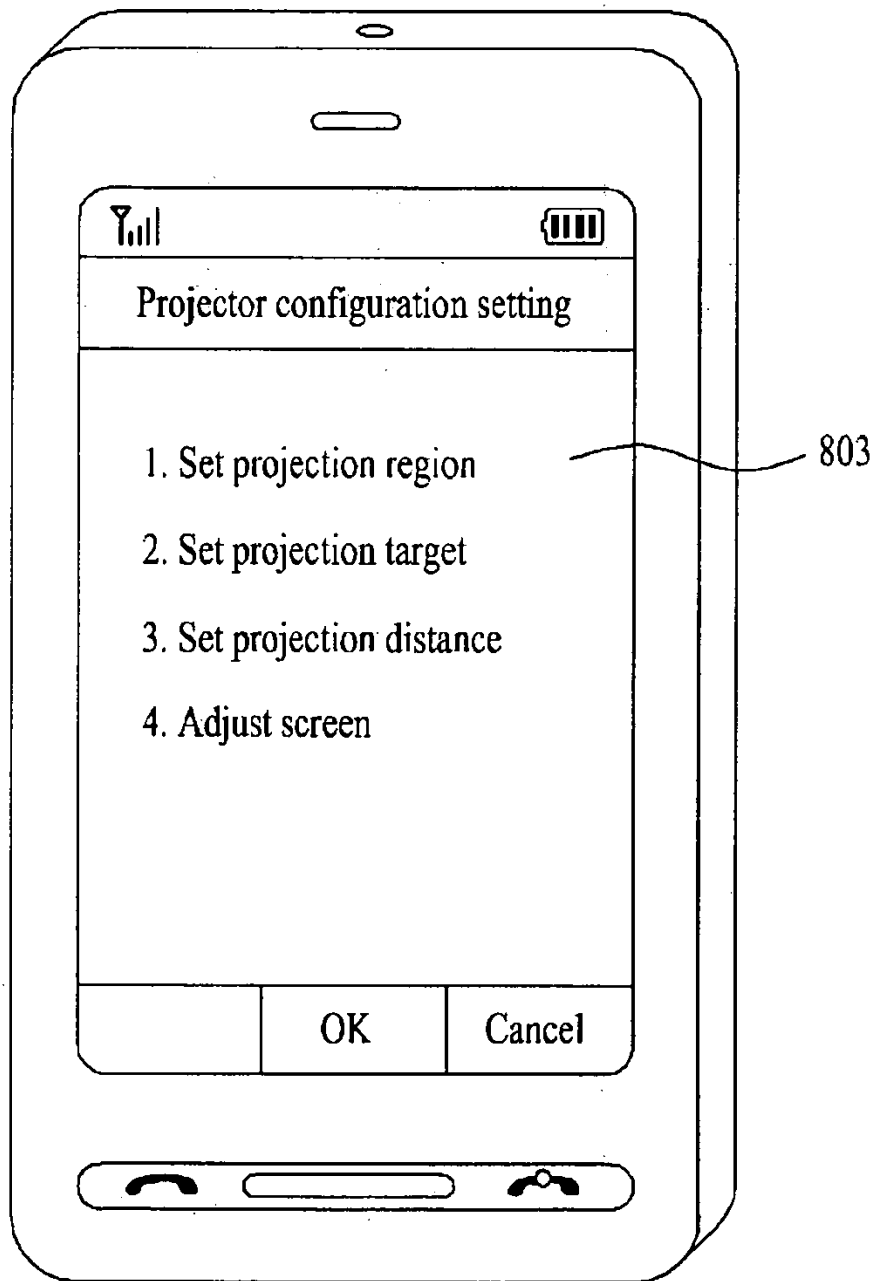 Projector configuration setting
1. Set projection region
803
2. Set projection target
3. Set projection distance
4. Adjust screen
OK
Cancel